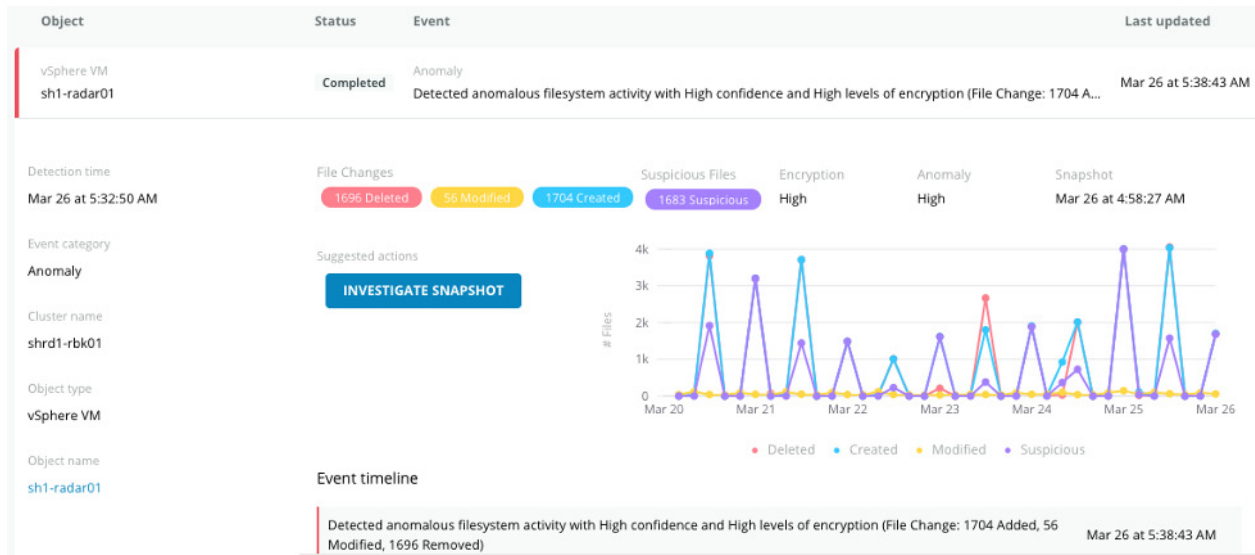 Object Status Event Last updated
vSphere VM
sh1-radar01
Completed
Anomaly
Detected anomalous filesystem activity with High confidence and High levels of encryption (File Change: 1704 A...
Mar 26 at 5:38:43 AM
Detection time
Mar 26 at 5:32:50 AM
Event category
Anomaly
Cluster name
shrd1-rbk01
Object type
vSphere VM
Object name
sh1-radar01
File Changes
1696 Deleted 56 Modified 1704 Created
Suspicious Files
1683 Suspicious
Encryption
High
Anomaly
High
Snapshot
Mar 26 at 4:58:27 AM
Suggested actions
INVESTIGATE SNAPSHOT
# Files
4k
3k
2k
1k
0
Mar 20 Mar 21 Mar 22 Mar 23 Mar 24 Mar 25 Mar 26
Deleted Created Modified Suspicious
Event timeline
Detected anomalous filesystem activity with High confidence and High levels of encryption (File Change: 1704 Added, 56
Modified, 1696 Removed)
Mar 26 at 5:38:43 AM